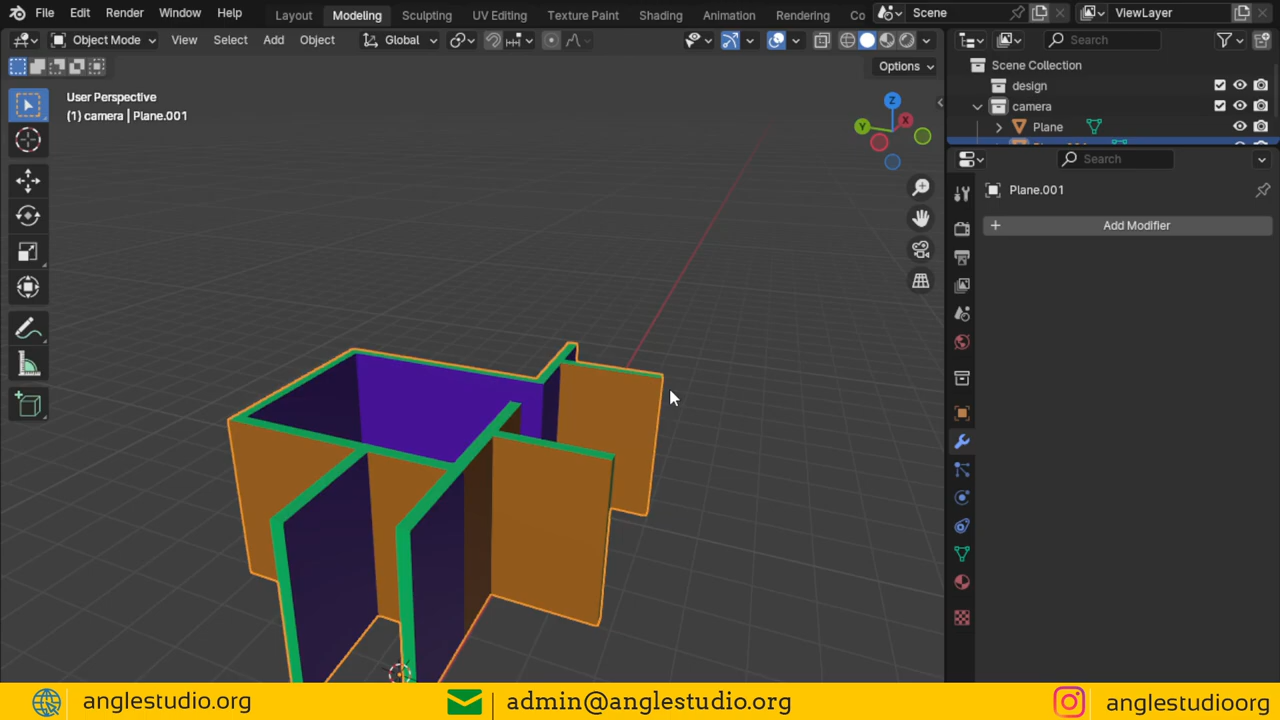 File Edit Render Window Help Layout Modeling Sculpting UV Editing Texture Paint Shading Animation Rendering Co Scene ViewLayer
Object Mode View Select Add Object Global Search
Options
Scene Collection
design
User Perspective
(1) camera | Plane.001
camera
Plane
Z
Y
X
Search
Plane.001
Add Modifier
anglestudio.org admin@anglestudio.org anglestudioorg